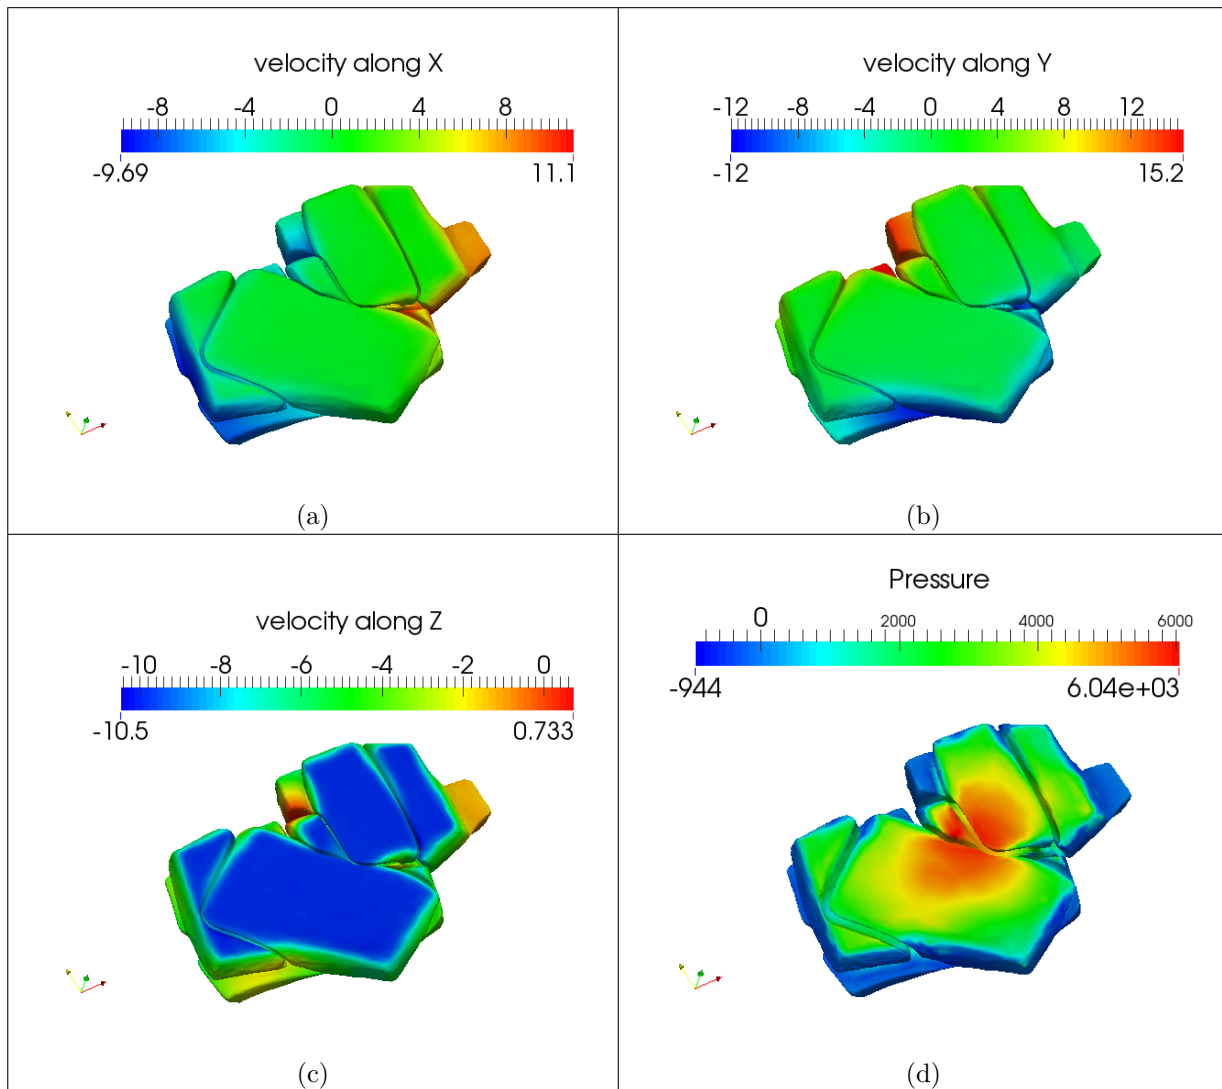 velocity along X
-8 -4 0 4 8
-9.69 11.1
(a)
velocity along Y
-12 -8 -4 0 4 8 12
-12 15.2
(b)
velocity along Z
-10 -8 -6 -4 -2 0
-10.5 0.733
(c)
Pressure
0 2000 4000 6000
-944 6.04e+03
(d)